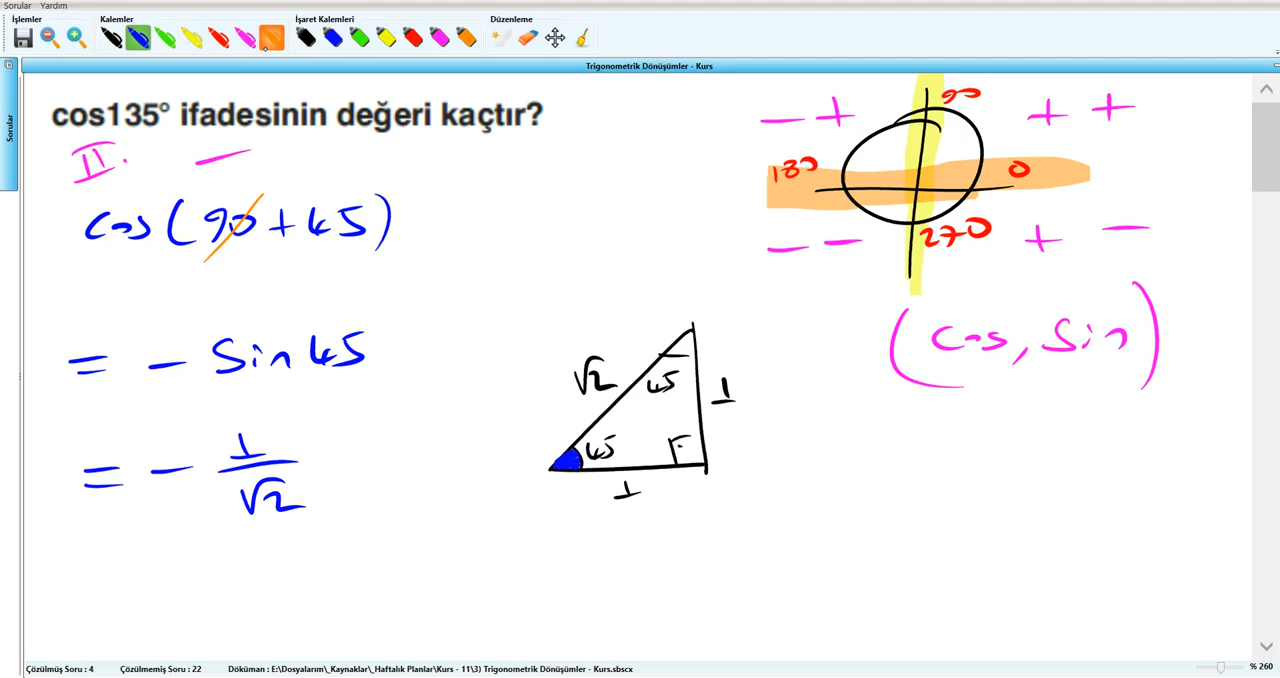 Sorular Yardım
İşlemler Kalemler İşaret Kalemleri Düzenleme
Trigonometrik Dönüşümler - Kurs
Sorular
cos135° ifadesinin değeri kaçtır?
II. —
cos(90+45)
= - Sin45
= - 1/√2
√2
45
1
45
1
- + 90 + +
180 0
- - 270 + -
(Cos, Sin)
Çözülmüş Soru : 4 Çözülmemiş Soru : 22 Döküman : E:\Dosyalarım\_Kaynaklar\_Haftalık Planlar\Kurs - 11\3) Trigonometrik Dönüşümler - Kurs.sbscx % 260